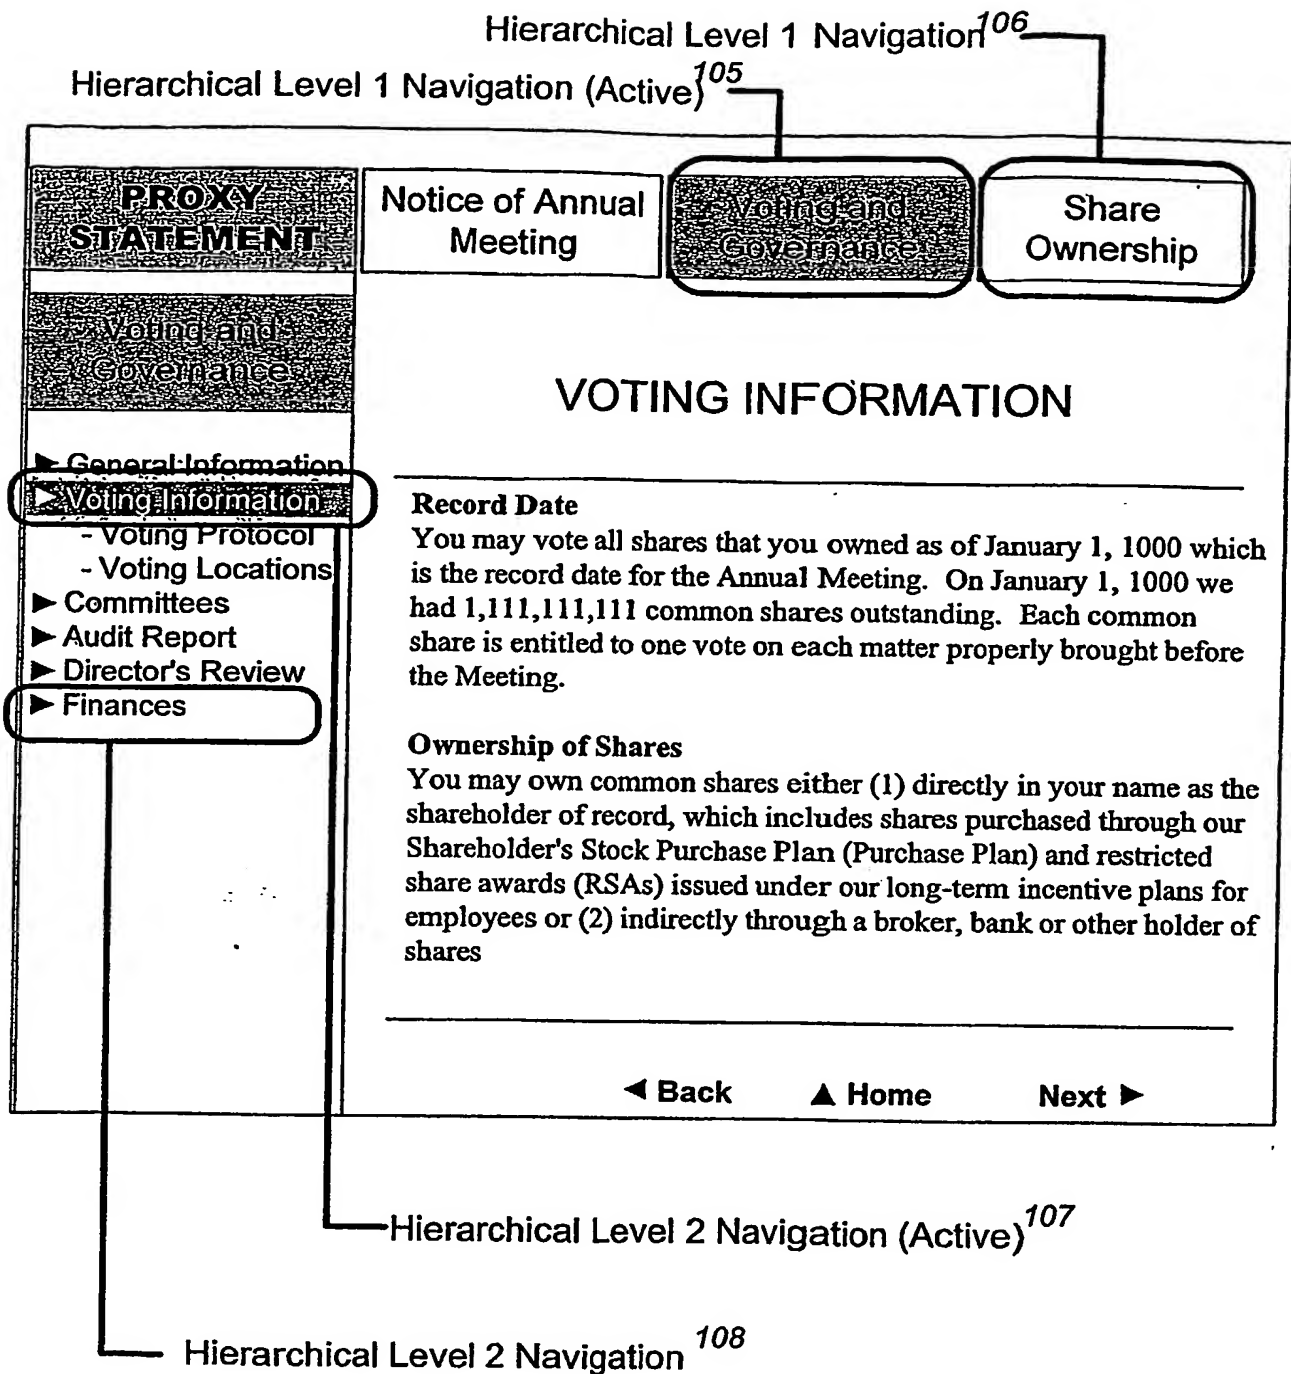 Hierarchical Level 1 Navigation 106
Hierarchical Level 1 Navigation (Active) 105
PROXY
STATEMENT
Notice of Annual
Meeting
Voting and
Governance
Share
Ownership
Voting and
Governance
VOTING INFORMATION
► General Information
► Voting Information
- Voting Protocol
- Voting Locations
► Committees
► Audit Report
► Director's Review
► Finances
Record Date
You may vote all shares that you owned as of January 1, 1000 which
is the record date for the Annual Meeting. On January 1, 1000 we
had 1,111,111,111 common shares outstanding. Each common
share is entitled to one vote on each matter properly brought before
the Meeting.
Ownership of Shares
You may own common shares either (1) directly in your name as the
shareholder of record, which includes shares purchased through our
Shareholder's Stock Purchase Plan (Purchase Plan) and restricted
share awards (RSAs) issued under our long-term incentive plans for
employees or (2) indirectly through a broker, bank or other holder of
shares
◄ Back ▲ Home Next ►
Hierarchical Level 2 Navigation (Active) 107
Hierarchical Level 2 Navigation 108